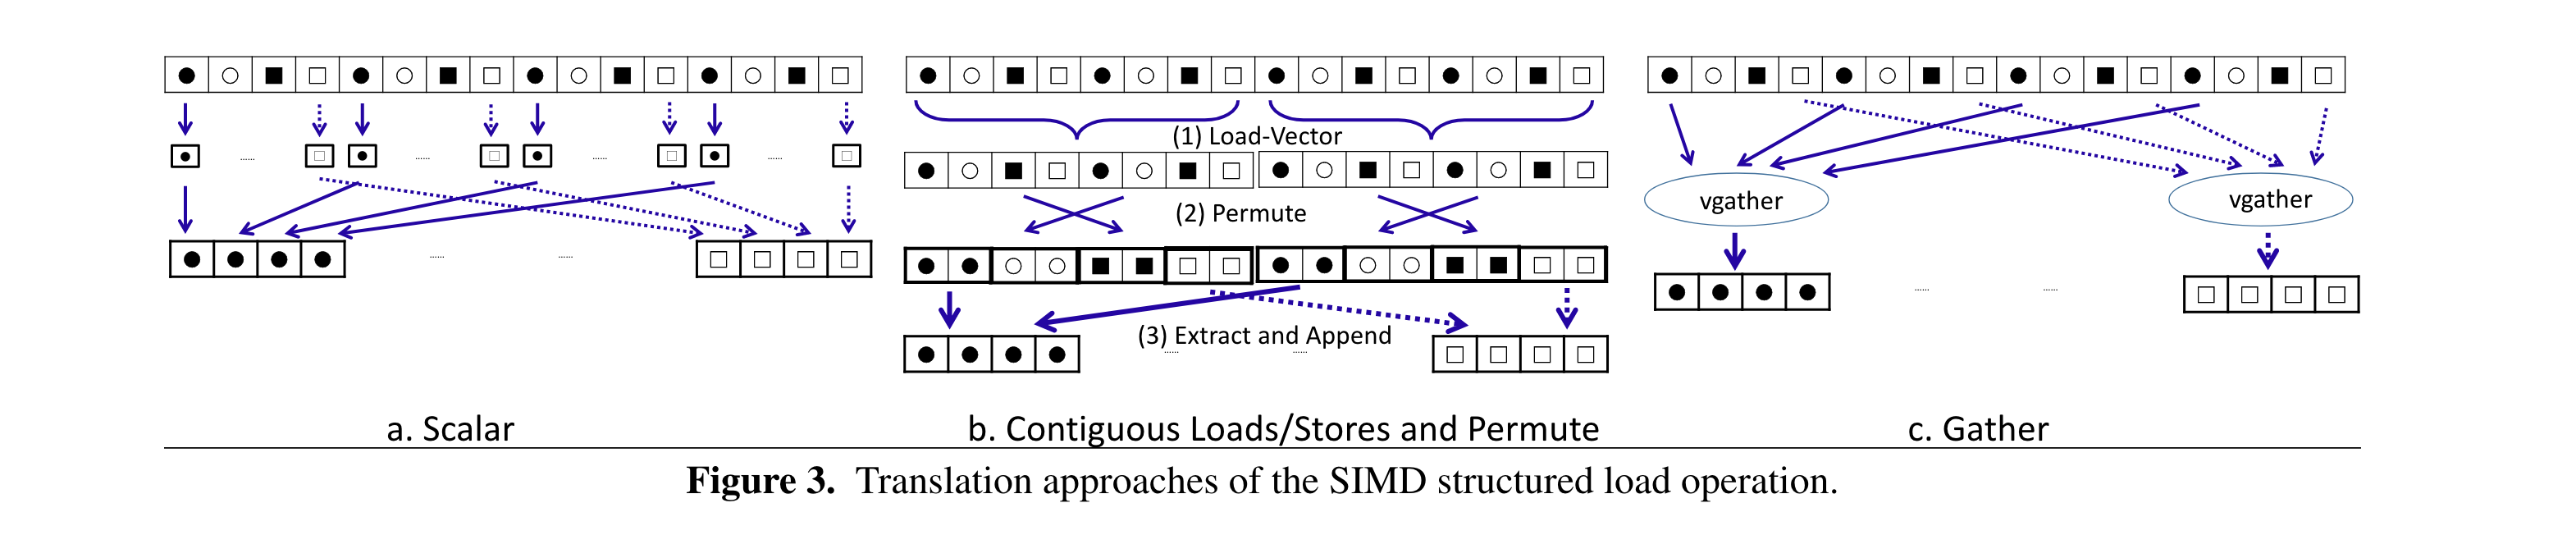 (1) Load-Vector
(2) Permute
(3) Extract and Append
vgather
vgather
a. Scalar
b. Contiguous Loads/Stores and Permute
c. Gather
Figure 3. Translation approaches of the SIMD structured load operation.